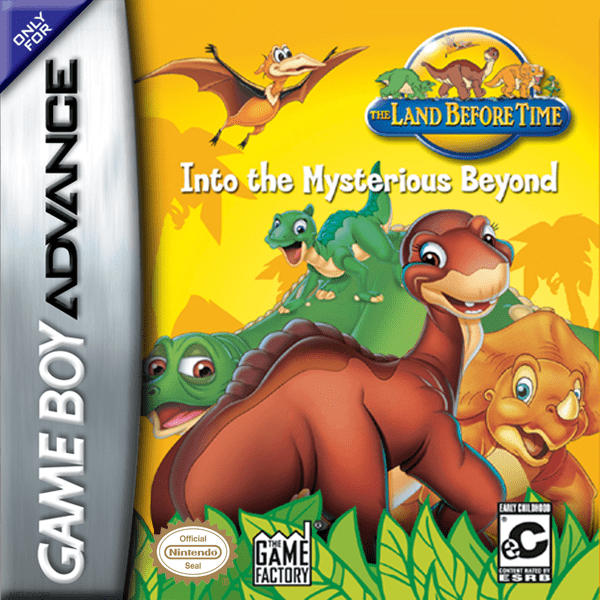 ONLY
FOR
GAME BOY ADVANCE
THE LAND BEFORE TIME
Into the Mysterious Beyond
Official
Nintendo
Seal
THE
GAME
FACTORY
EARLY CHILDHOOD
eC
CONTENT RATED BY
ESRB